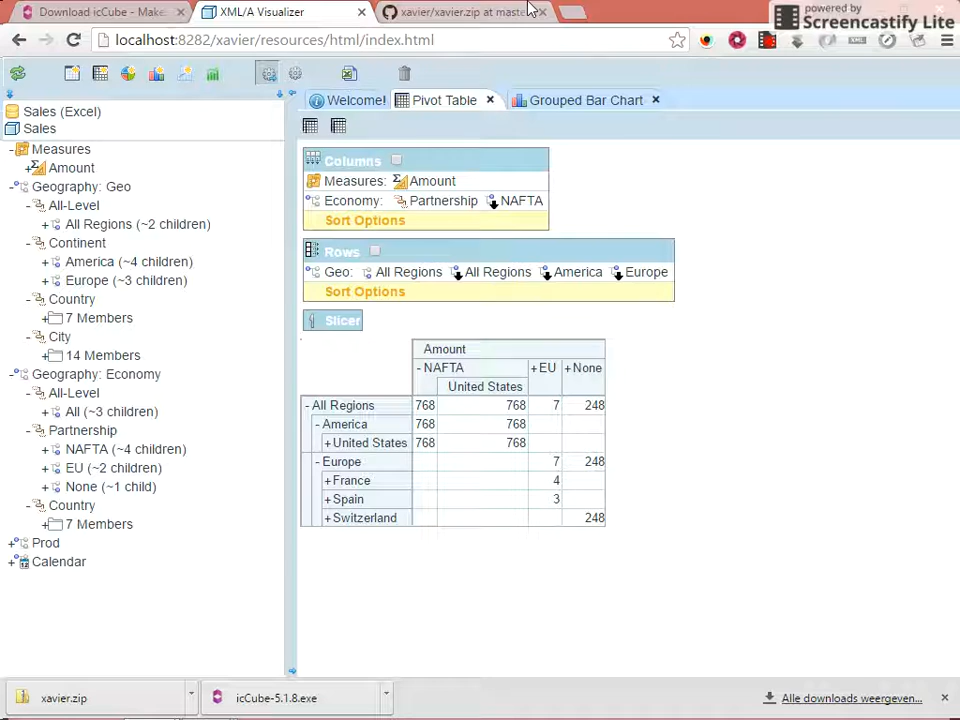 Download icCube - Make
XML/A Visualizer
xavier/xavier.zip at maste
powered by
Screencastify Lite
localhost:8282/xavier/resources/html/index.html
Sales (Excel)
Sales
Measures
Amount
Geography: Geo
All-Level
All Regions (~2 children)
Continent
America (~4 children)
Europe (~3 children)
Country
7 Members
City
14 Members
Geography: Economy
All-Level
All (~3 children)
Partnership
NAFTA (~4 children)
EU (~2 children)
None (~1 child)
Country
7 Members
Prod
Calendar
Welcome!
Pivot Table
Grouped Bar Chart
Columns
Measures: Amount
Economy: Partnership NAFTA
Sort Options
Rows
Geo: All Regions All Regions America Europe
Sort Options
Slicer
Amount
-NAFTA +EU +None
United States
-All Regions 768 768 7 248
-America 768 768
+United States 768 768
-Europe 7 248
+France 4
+Spain 3
+Switzerland 248
xavier.zip
icCube-5.1.8.exe
Alle downloads weergeven...